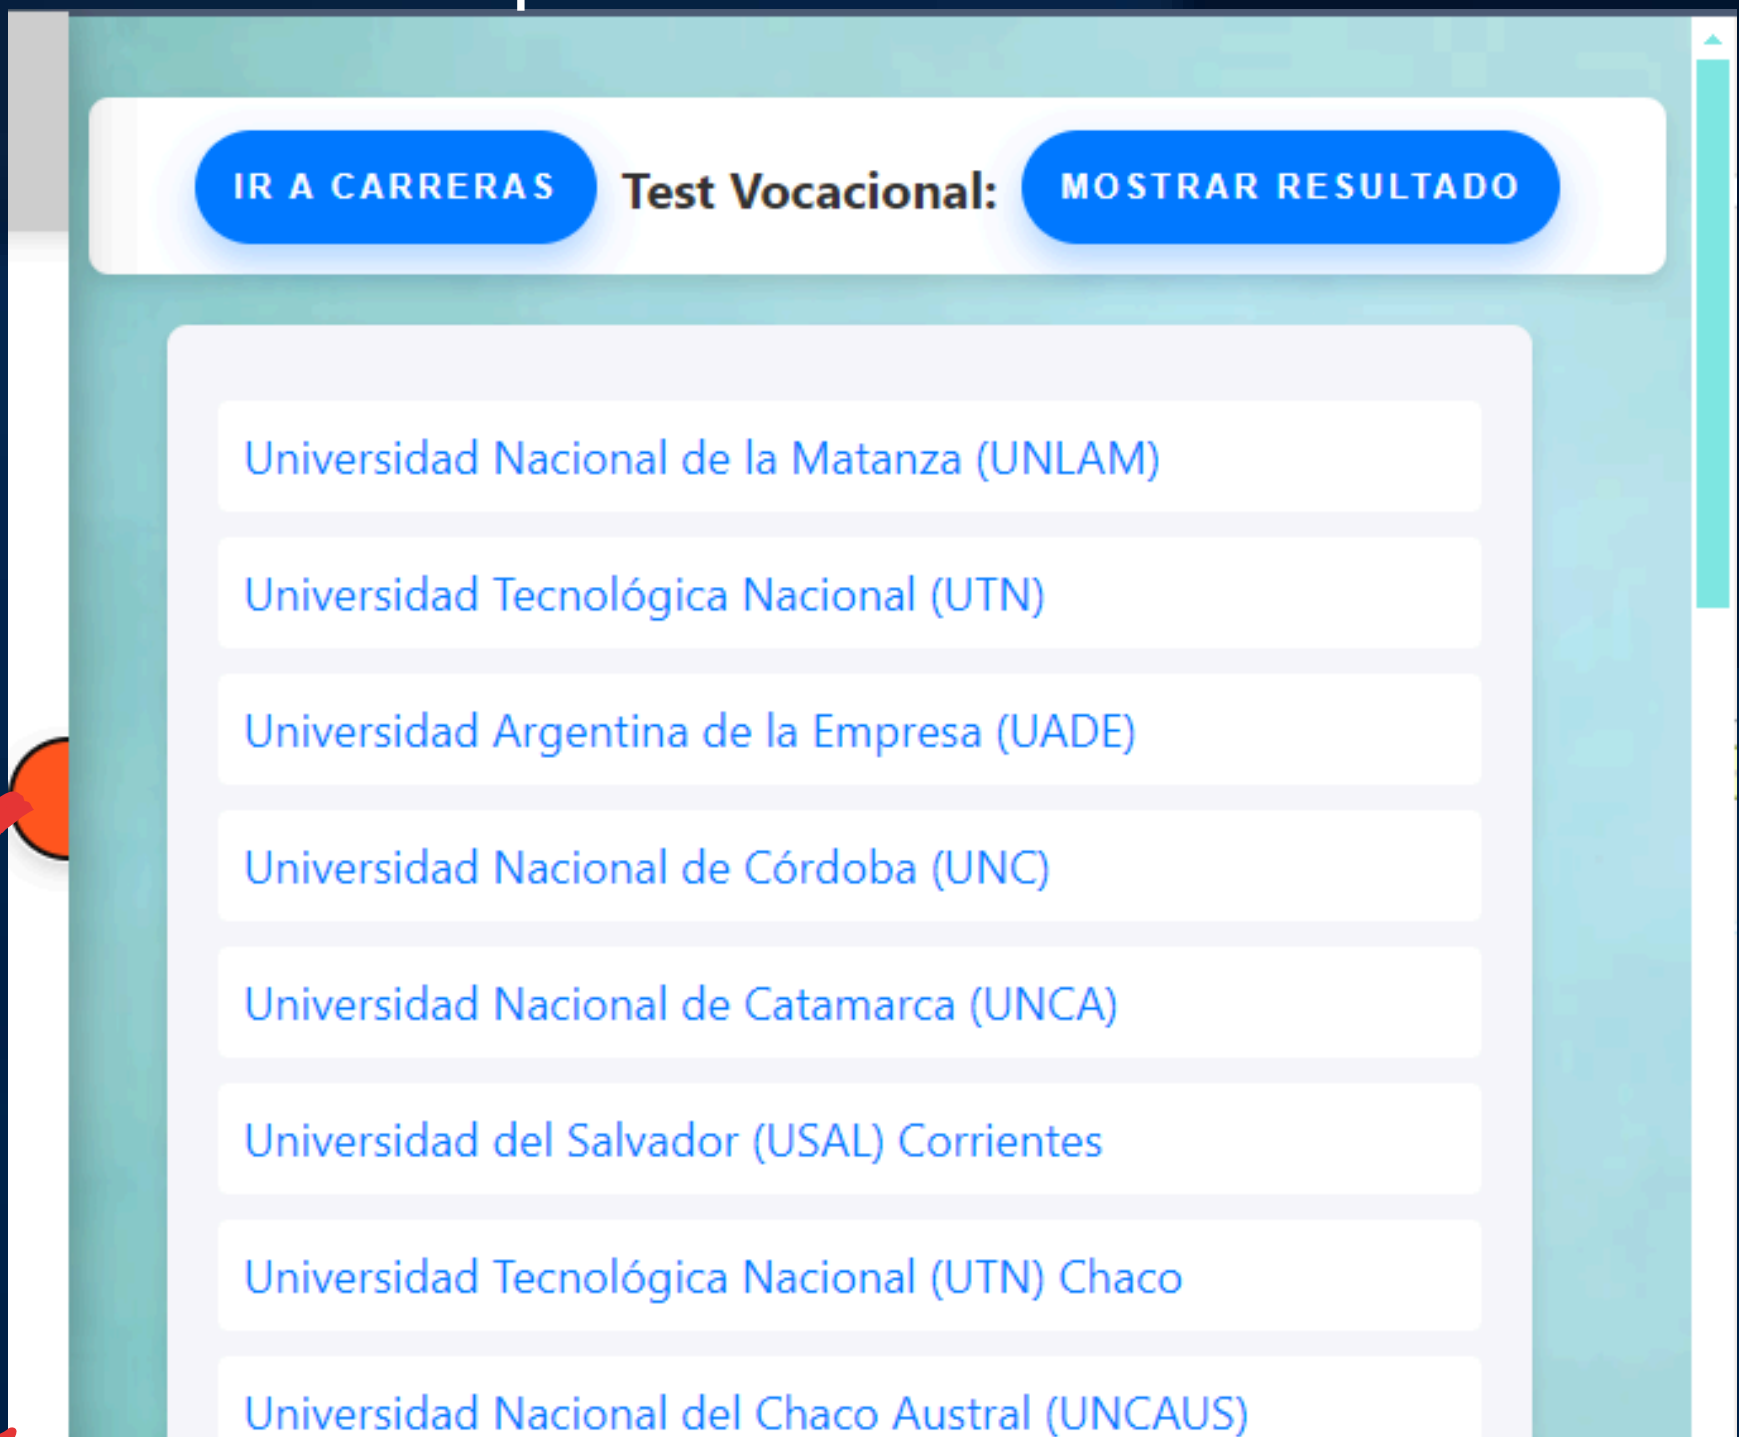 IR A CARRERAS Test Vocacional: MOSTRAR RESULTADO
Universidad Nacional de la Matanza (UNLAM)
Universidad Tecnológica Nacional (UTN)
Universidad Argentina de la Empresa (UADE)
Universidad Nacional de Córdoba (UNC)
Universidad Nacional de Catamarca (UNCA)
Universidad del Salvador (USAL) Corrientes
Universidad Tecnológica Nacional (UTN) Chaco
Universidad Nacional del Chaco Austral (UNCAUS)